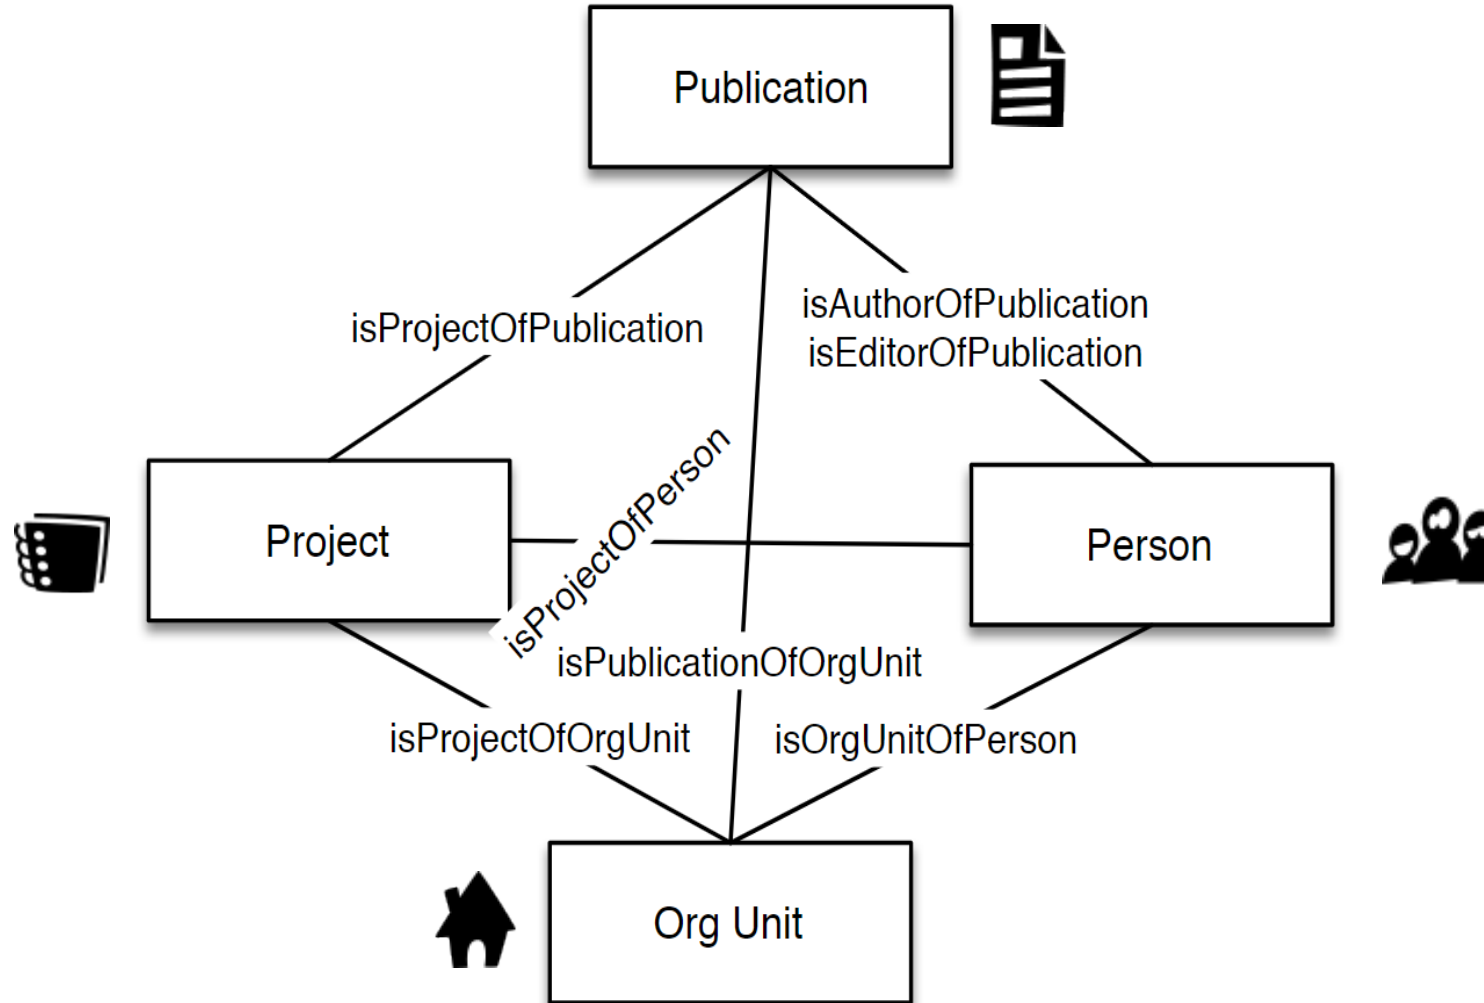 Publication
isProjectOfPublication
isAuthorOfPublication
isEditorOfPublication
isProjectOfPerson
Project
Person
isPublicationOfOrgUnit
isProjectOfOrgUnit
isOrgUnitOfPerson
Org Unit